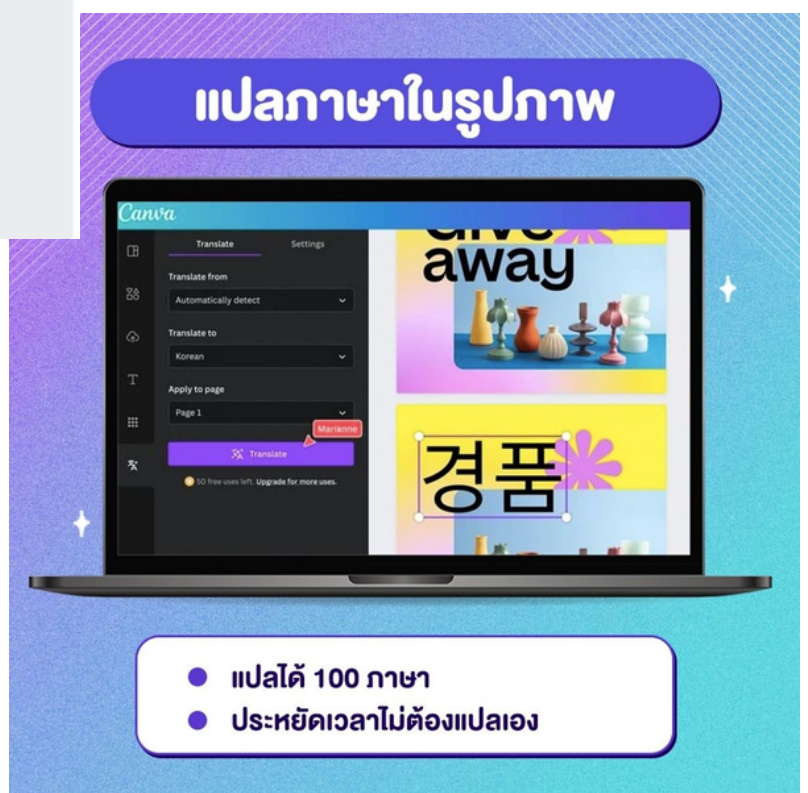 แปลภาษาในรูปภาพ
Canva
Translate
Settings
Translate from
Automatically detect
Translate to
Korean
Apply to page
Page 1
Marianne
Translate
50 free uses left. Upgrade for more uses.
Give
away
경품
แปลได้ 100 ภาษา
ประหยัดเวลาไม่ต้องแปลเอง